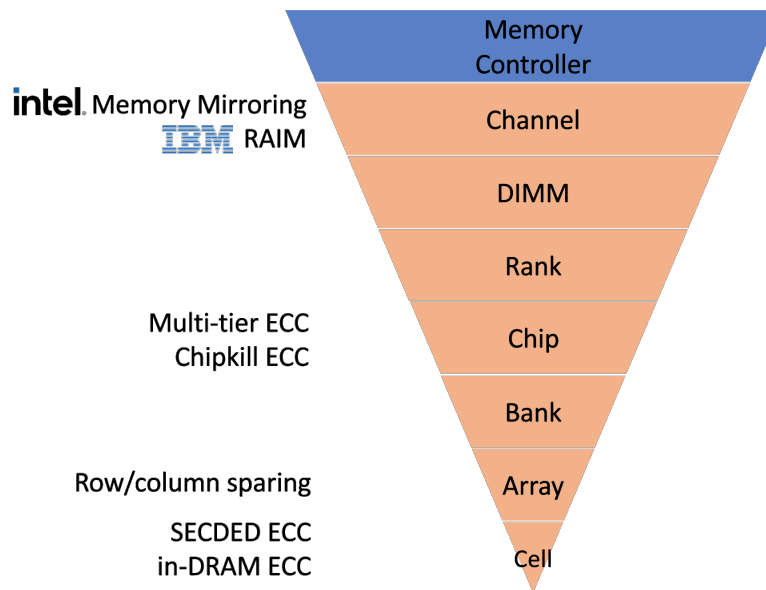 Memory
Controller
intel. Memory Mirroring
IBM RAIM
Channel
DIMM
Rank
Multi-tier ECC
Chipkill ECC
Chip
Bank
Row/column sparing
Array
SECDED ECC
in-DRAM ECC
Cell